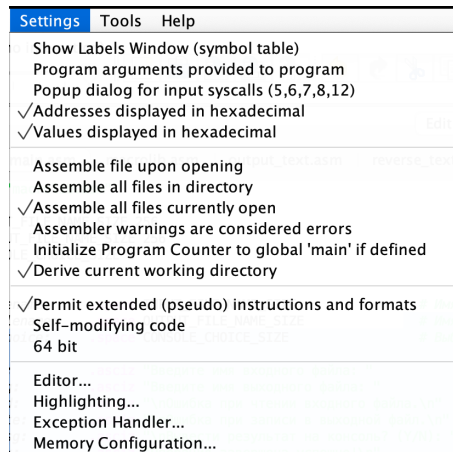 Settings Tools Help
Show Labels Window (symbol table)
Program arguments provided to program
Popup dialog for input syscalls (5,6,7,8,12)
✓Addresses displayed in hexadecimal
✓Values displayed in hexadecimal
Assemble file upon opening
Assemble all files in directory
✓Assemble all files currently open
Assembler warnings are considered errors
Initialize Program Counter to global 'main' if defined
✓Derive current working directory
✓Permit extended (pseudo) instructions and formats
Self-modifying code
64 bit
Editor...
Highlighting...
Exception Handler...
Memory Configuration...